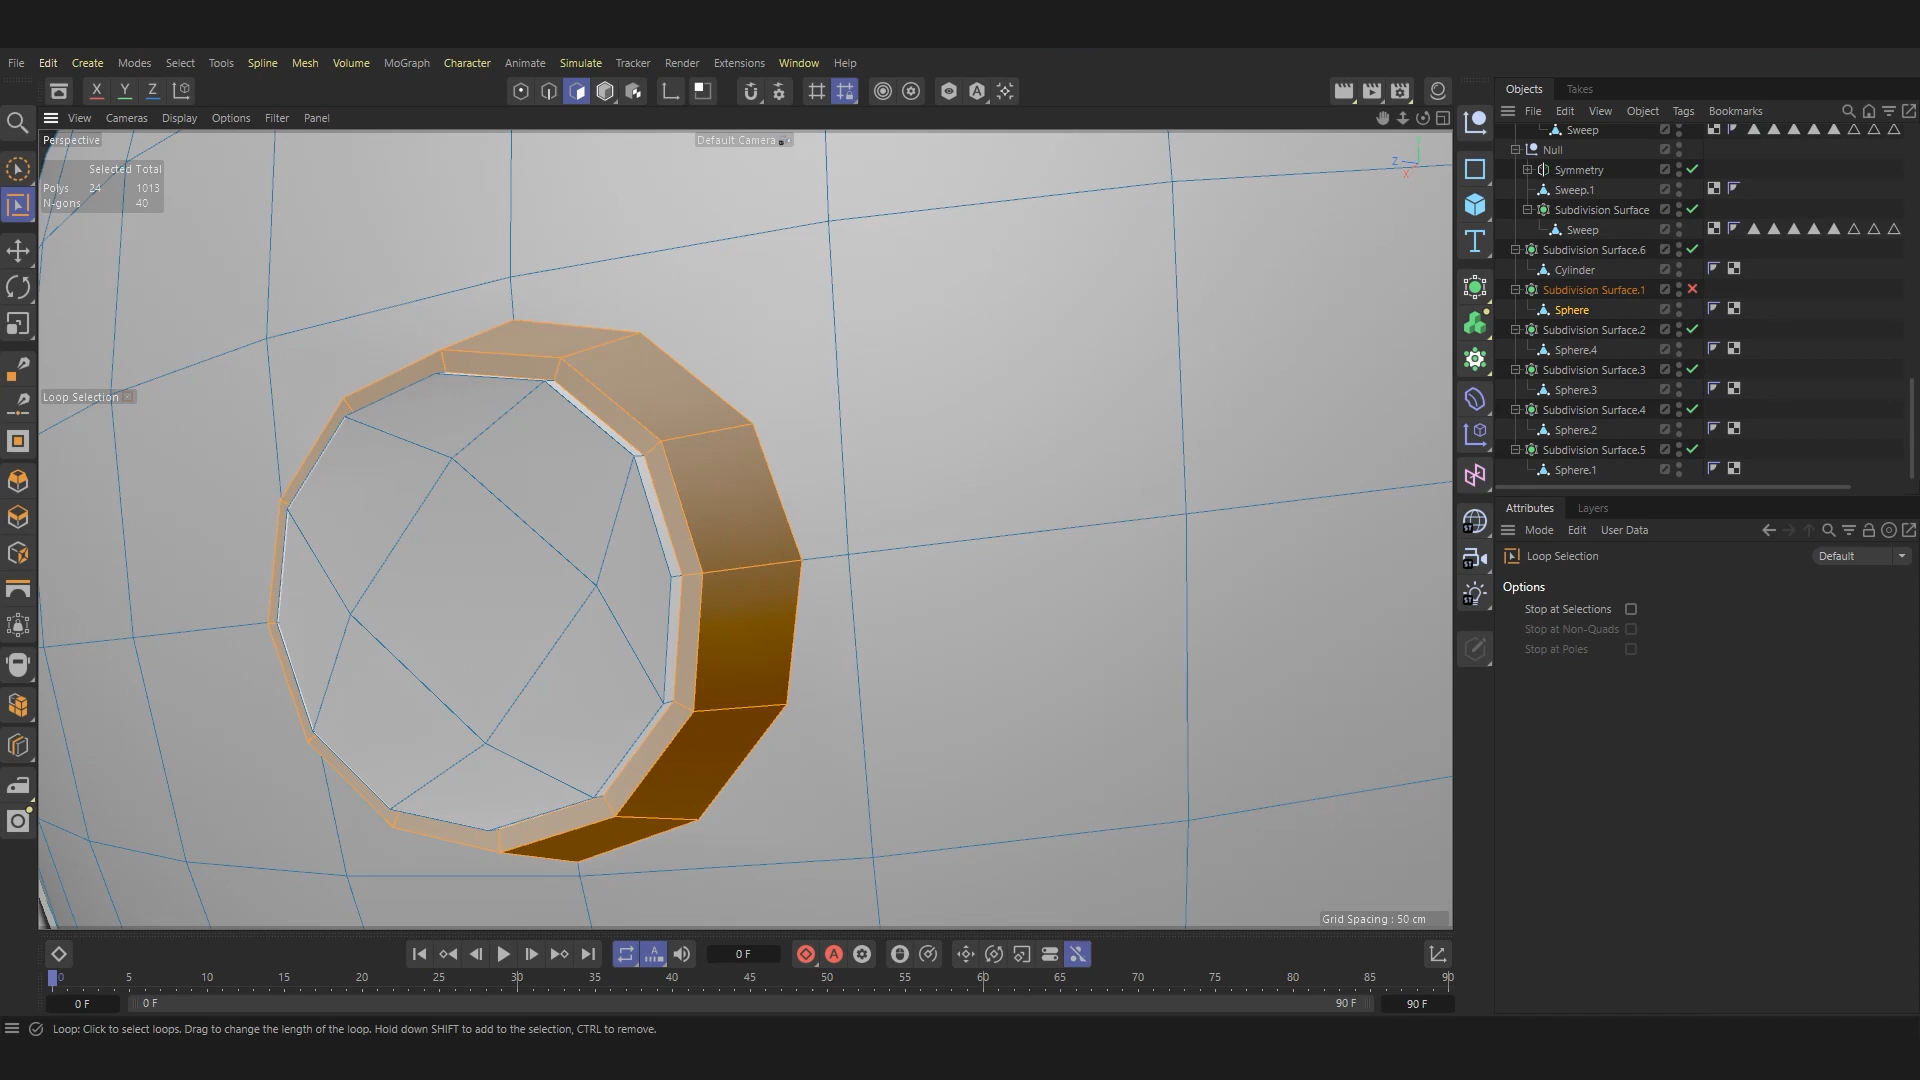 File Edit Create Modes Select Tools Spline Mesh Volume MoGraph Character Animate Simulate Tracker Render Extensions Window Help
X Y Z
View Cameras Display Options Filter Panel
Perspective
Default Camera
Selected Total
Polys 24 1013
N-gons 40
Loop Selection
Z
X
Grid Spacing : 50 cm
Objects Takes
File Edit View Object Tags Bookmarks
Sweep
Null
Symmetry
Sweep.1
Subdivision Surface
Sweep
Subdivision Surface.6
Cylinder
Subdivision Surface.1
Sphere
Subdivision Surface.2
Sphere.4
Subdivision Surface.3
Sphere.3
Subdivision Surface.4
Sphere.2
Subdivision Surface.5
Sphere.1
Attributes Layers
Mode Edit User Data
Loop Selection Default
Options
Stop at Selections
Stop at Non-Quads
Stop at Poles
T
ST
ST
ST
A
0 F
A
0 5 10 15 20 25 30 35 40 45 50 55 60 65 70 75 80 85 90
0 F 0 F 90 F 90 F
Loop: Click to select loops. Drag to change the length of the loop. Hold down SHIFT to add to the selection, CTRL to remove.